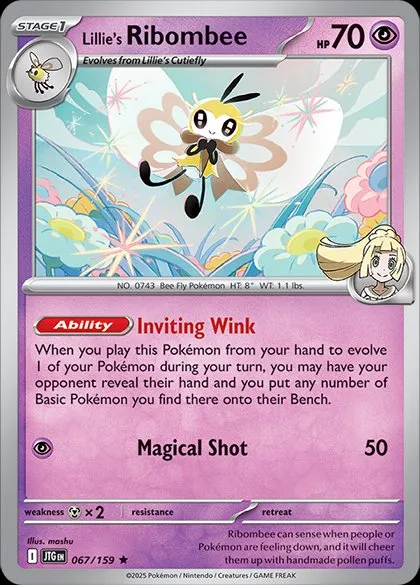 STAGE1
Lillie's Ribombee HP 70
Evolves from Lillie's Cutiefly
NO. 0743 Bee Fly Pokémon HT: 8" WT: 1.1 lbs.
Ability Inviting Wink
When you play this Pokémon from your hand to evolve
1 of your Pokémon during your turn, you may have your
opponent reveal their hand and you put any number of
Basic Pokémon you find there onto their Bench.
Magical Shot 50
weakness ×2 resistance retreat
Illus. mashu
Ribombee can sense when people or
Pokémon are feeling down, and it will cheer
them up with handmade pollen puffs.
I JTG EN 067/159 ★
©2025 Pokémon / Nintendo / Creatures / GAME FREAK